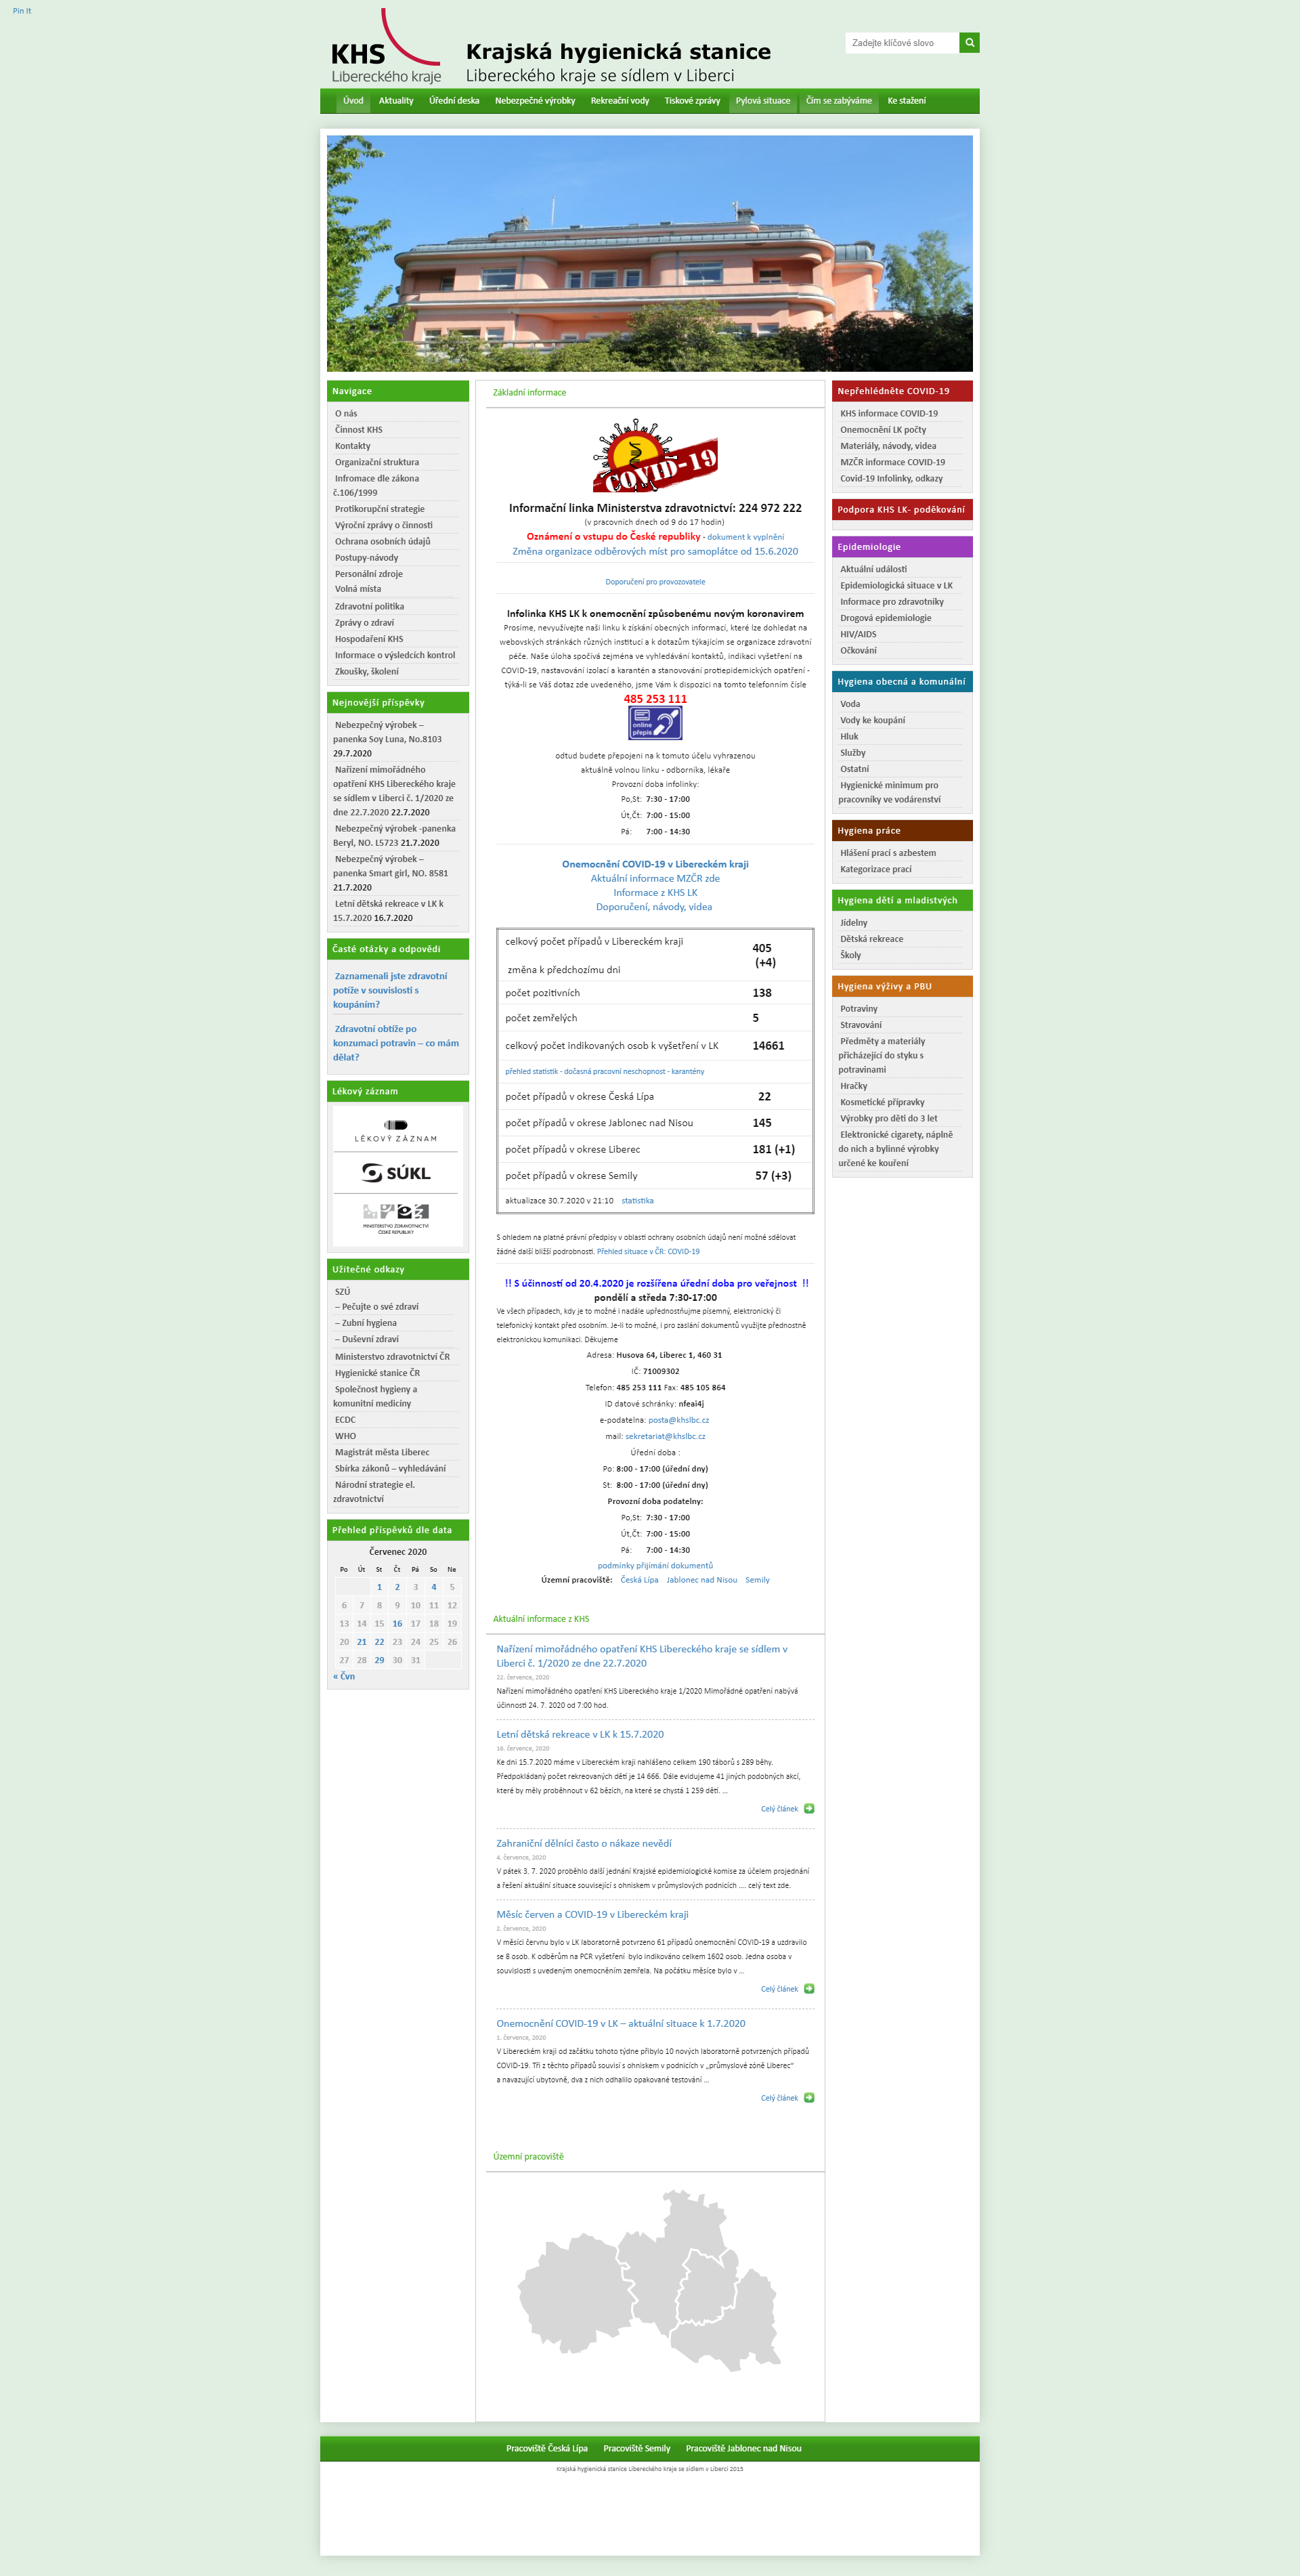 Pin It
KHS
Libereckého kraje
Krajská hygienická stanice
Libereckého kraje se sídlem v Liberci
Zadejte klíčové slovo
Úvod Aktuality Úřední deska Nebezpečné výrobky Rekreační vody Tiskové zprávy Pylová situace Čím se zabýváme Ke stažení
Navigace
O nás
Činnost KHS
Kontakty
Organizační struktura
Infromace dle zákona
č.106/1999
Protikorupční strategie
Výroční zprávy o činnosti
Ochrana osobních údajů
Postupy-návody
Personální zdroje
Volná místa
Zdravotní politika
Zprávy o zdraví
Hospodaření KHS
Informace o výsledcích kontrol
Zkoušky, školení
Nejnovější příspěvky
Nebezpečný výrobek –
panenka Soy Luna, No.8103
29.7.2020
Nařízení mimořádného
opatření KHS Libereckého kraje
se sídlem v Liberci č. 1/2020 ze
dne 22.7.2020 22.7.2020
Nebezpečný výrobek -panenka
Beryl, NO. L5723 21.7.2020
Nebezpečný výrobek –
panenka Smart girl, NO. 8581
21.7.2020
Letní dětská rekreace v LK k
15.7.2020 16.7.2020
Časté otázky a odpovědi
Zaznamenali jste zdravotní
potíže v souvislosti s
koupáním?
Zdravotní obtíže po
konzumaci potravin – co mám
dělat?
Lékový záznam
LÉKOVÝ ZÁZNAM
SÚKL
MINISTERSTVO ZDRAVOTNICTVÍ
ČESKÉ REPUBLIKY
Užitečné odkazy
SZÚ
– Pečujte o své zdraví
– Zubní hygiena
– Duševní zdraví
Ministerstvo zdravotnictví ČR
Hygienické stanice ČR
Společnost hygieny a
komunitní medicíny
ECDC
WHO
Magistrát města Liberec
Sbírka zákonů – vyhledávání
Národní strategie el.
zdravotnictví
Přehled příspěvků dle data
Červenec 2020
Po Út St Čt Pá So Ne
1 2 3 4 5
6 7 8 9 10 11 12
13 14 15 16 17 18 19
20 21 22 23 24 25 26
27 28 29 30 31
« Čvn
Základní informace
COVID-19
Informační linka Ministerstva zdravotnictví: 224 972 222
(v pracovních dnech od 9 do 17 hodin)
Oznámení o vstupu do České republiky - dokument k vyplnění
Změna organizace odběrových míst pro samoplátce od 15.6.2020
Doporučení pro provozovatele
Infolinka KHS LK k onemocnění způsobenému novým koronavirem
Prosíme, nevyužívejte naši linku k získání obecných informací, které lze dohledat na
webovských stránkách různých institucí a k dotazům týkajícím se organizace zdravotní
péče. Naše úloha spočívá zejména ve vyhledávání kontaktů, indikaci vyšetření na
COVID-19, nastavování izolací a karantén a stanovování protiepidemických opatření -
týká-li se Váš dotaz zde uvedeného, jsme Vám k dispozici na tomto telefonním čísle
485 253 111
online
přepis
odtud budete přepojeni na k tomuto účelu vyhrazenou
aktuálně volnou linku - odborníka, lékaře
Provozní doba infolinky:
Po,St: 7:30 - 17:00
Út,Čt: 7:00 - 15:00
Pá: 7:00 - 14:30
Onemocnění COVID-19 v Libereckém kraji
Aktuální informace MZČR zde
Informace z KHS LK
Doporučení, návody, videa
celkový počet případů v Libereckém kraji 405
změna k předchozímu dni (+4)
počet pozitivních 138
počet zemřelých 5
celkový počet indikovaných osob k vyšetření v LK 14661
přehled statistik - dočasná pracovní neschopnost - karantény
počet případů v okrese Česká Lípa 22
počet případů v okrese Jablonec nad Nisou 145
počet případů v okrese Liberec 181 (+1)
počet případů v okrese Semily 57 (+3)
aktualizace 30.7.2020 v 21:10 statistika
S ohledem na platné právní předpisy v oblasti ochrany osobních údajů není možné sdělovat
žádné další bližší podrobnosti. Přehled situace v ČR: COVID-19
!! S účinností od 20.4.2020 je rozšířena úřední doba pro veřejnost !!
pondělí a středa 7:30-17:00
Ve všech případech, kdy je to možné i nadále upřednostňujme písemný, elektronický či
telefonický kontakt před osobním. Je-li to možné, i pro zaslání dokumentů využijte přednostně
elektronickou komunikaci. Děkujeme
Adresa: Husova 64, Liberec 1, 460 31
IČ: 71009302
Telefon: 485 253 111 Fax: 485 105 864
ID datové schránky: nfeai4j
e-podatelna: posta@khslbc.cz
mail: sekretariat@khslbc.cz
Úřední doba :
Po: 8:00 - 17:00 (úřední dny)
St: 8:00 - 17:00 (úřední dny)
Provozní doba podatelny:
Po,St: 7:30 - 17:00
Út,Čt: 7:00 - 15:00
Pá: 7:00 - 14:30
podmínky přijímání dokumentů
Územní pracoviště: Česká Lípa Jablonec nad Nisou Semily
Aktuální informace z KHS
Nařízení mimořádného opatření KHS Libereckého kraje se sídlem v
Liberci č. 1/2020 ze dne 22.7.2020
22. července, 2020
Nařízení mimořádného opatření KHS Libereckého kraje 1/2020 Mimořádné opatření nabývá
účinnosti 24. 7. 2020 od 7:00 hod.
Letní dětská rekreace v LK k 15.7.2020
16. července, 2020
Ke dni 15.7.2020 máme v Libereckém kraji nahlášeno celkem 190 táborů s 289 běhy.
Předpokládaný počet rekreovaných dětí je 14 666. Dále evidujeme 41 jiných podobných akcí,
které by měly proběhnout v 62 bězích, na které se chystá 1 259 dětí. ...
Celý článek
Zahraniční dělníci často o nákaze nevědí
4. července, 2020
V pátek 3. 7. 2020 proběhlo další jednání Krajské epidemiologické komise za účelem projednání
a řešení aktuální situace související s ohniskem v průmyslových podnicích .... celý text zde.
Měsíc červen a COVID-19 v Libereckém kraji
2. července, 2020
V měsíci červnu bylo v LK laboratorně potvrzeno 61 případů onemocnění COVID-19 a uzdravilo
se 8 osob. K odběrům na PCR vyšetření bylo indikováno celkem 1602 osob. Jedna osoba v
souvislosti s uvedeným onemocněním zemřela. Na počátku měsíce bylo v ...
Celý článek
Onemocnění COVID-19 v LK – aktuální situace k 1.7.2020
1. července, 2020
V Libereckém kraji od začátku tohoto týdne přibylo 10 nových laboratorně potvrzených případů
COVID-19. Tři z těchto případů souvisí s ohniskem v podnicích v „průmyslové zóně Liberec"
a navazující ubytovně, dva z nich odhalilo opakované testování ...
Celý článek
Územní pracoviště
Nepřehlédněte COVID-19
KHS informace COVID-19
Onemocnění LK počty
Materiály, návody, videa
MZČR informace COVID-19
Covid-19 Infolinky, odkazy
Podpora KHS LK- poděkování
Epidemiologie
Aktuální události
Epidemiologická situace v LK
Informace pro zdravotníky
Drogová epidemiologie
HIV/AIDS
Očkování
Hygiena obecná a komunální
Voda
Vody ke koupání
Hluk
Služby
Ostatní
Hygienické minimum pro
pracovníky ve vodárenství
Hygiena práce
Hlášení prací s azbestem
Kategorizace prací
Hygiena dětí a mladistvých
Jídelny
Dětská rekreace
Školy
Hygiena výživy a PBU
Potraviny
Stravování
Předměty a materiály
přicházející do styku s
potravinami
Hračky
Kosmetické přípravky
Výrobky pro děti do 3 let
Elektronické cigarety, náplně
do nich a bylinné výrobky
určené ke kouření
Pracoviště Česká Lípa Pracoviště Semily Pracoviště Jablonec nad Nisou
Krajská hygienická stanice Libereckého kraje se sídlem v Liberci 2015